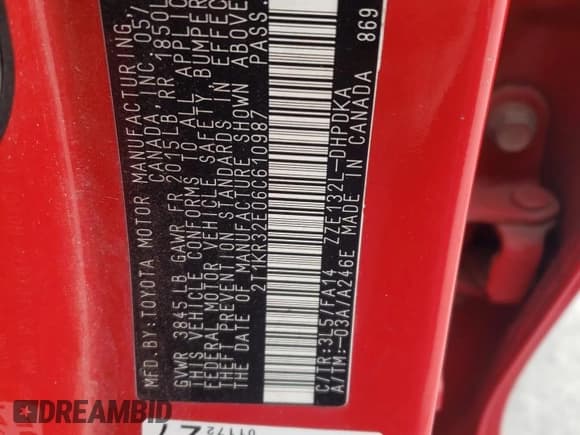 MFD. BY: TOYOTA MOTOR MANUFACTURING,
CANADA, INC. 05/
GVWR 3845LB GAWR FR 2015LB, RR 1850L
THIS VEHICLE CONFORMS TO ALL APPLIC
FEDERAL MOTOR VEHICLE SAFETY, BUMPER
THEFT PREVENTION STANDARDS IN EFFEC
THE DATE OF MANUFACTURE SHOWN ABOVE
2T1KR32E06C610987 PASS.
C/TR:3L5/FA14 ZZE132L-DHPDKA
A/TM:-03A/A246E MADE IN CANADA 869
01172
DREAMBID